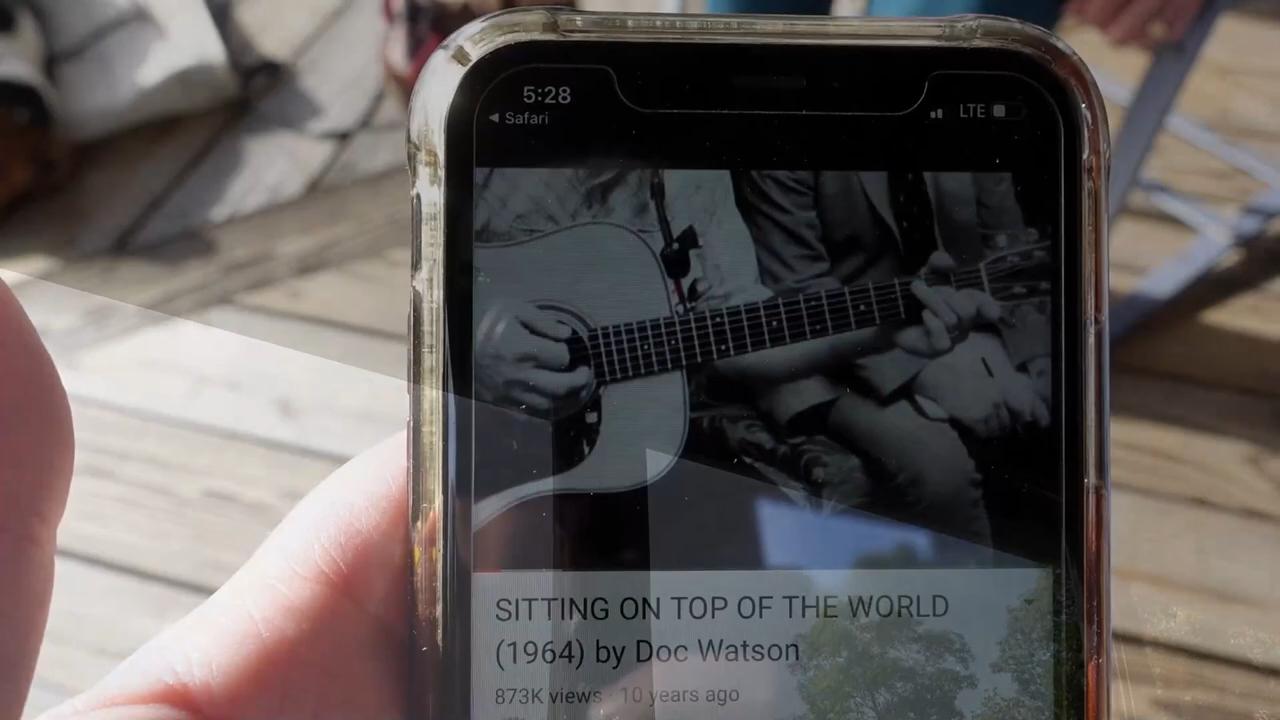 5:28
LTE
◀ Safari
SITTING ON TOP OF THE WORLD
(1964) by Doc Watson
873K views · 10 years ago